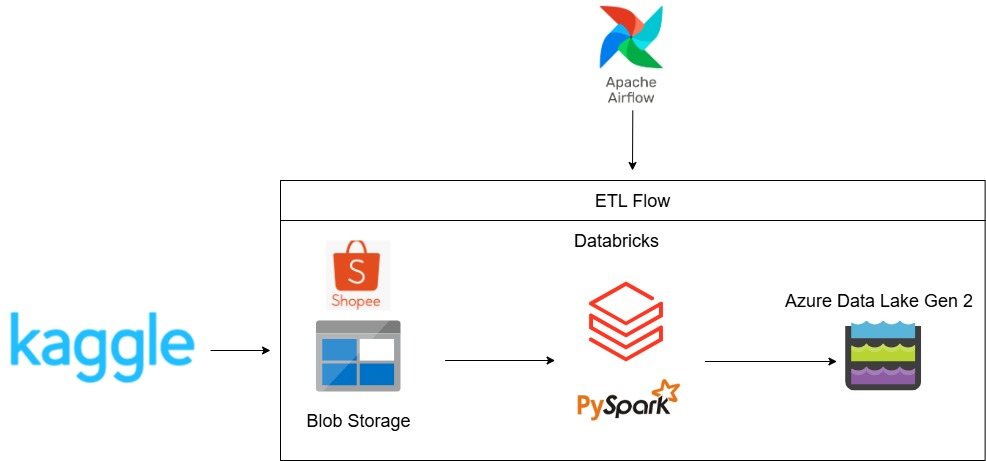 Apache
Airflow
ETL Flow
Databricks
S
Shopee
Azure Data Lake Gen 2
kaggle
PySpark
Blob Storage